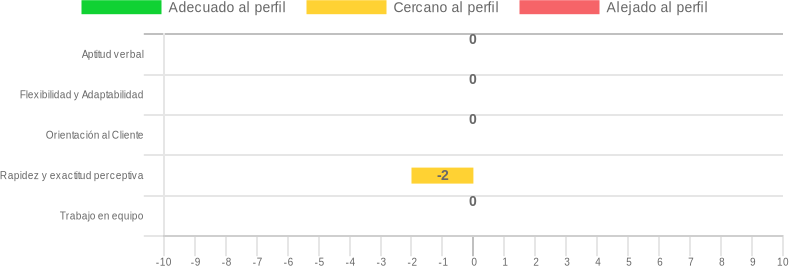 Adecuado al perfil Cercano al perfil Alejado al perfil
0
Aptitud verbal
0
Flexibilidad y Adaptabilidad
0
Orientación al Cliente
Rapidez y exactitud perceptiva -2
0
Trabajo en equipo
-10 -9 -8 -7 -6 -5 -4 -3 -2 -1 0 1 2 3 4 5 6 7 8 9 10